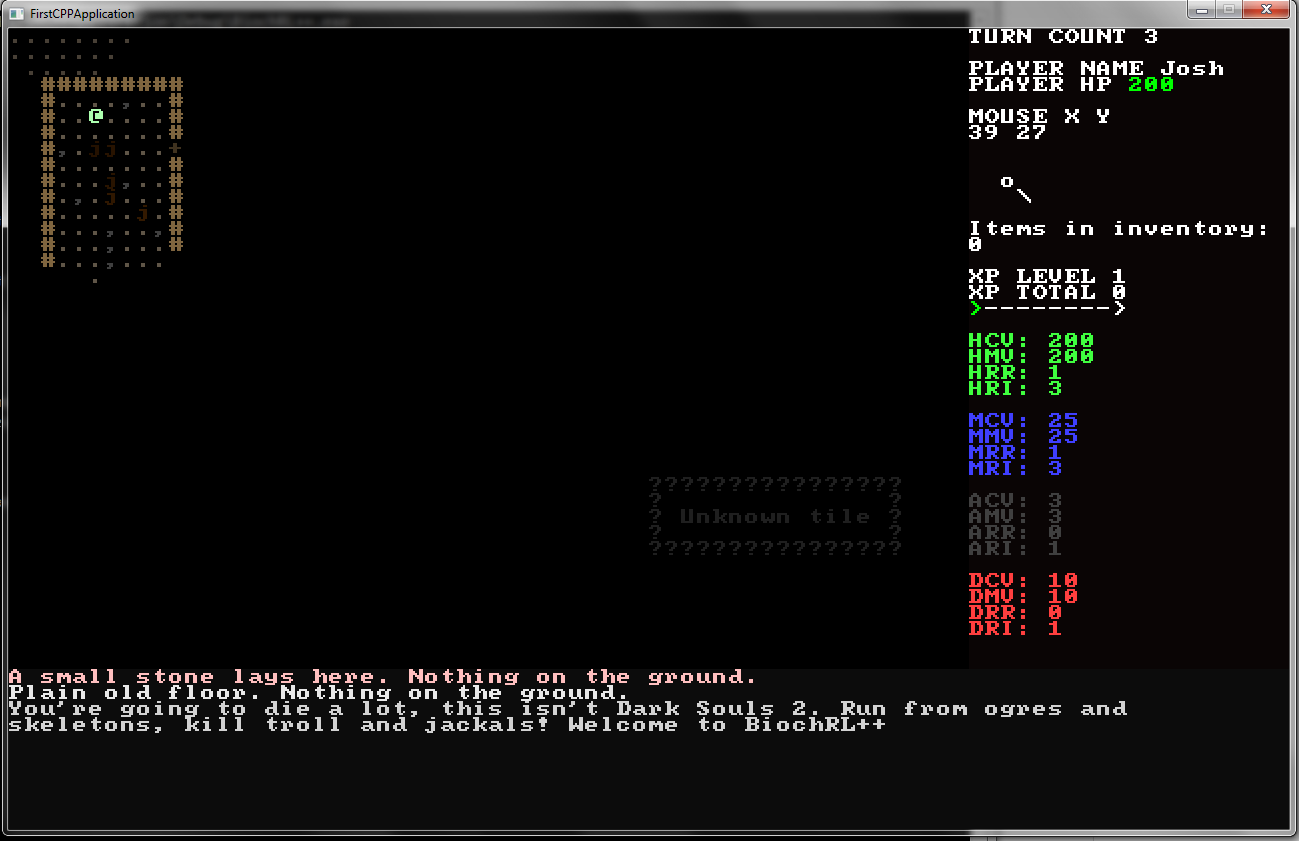 FirstCPPApplication
. . . . . . . .
. . . . . . .
. . . . .
#########
#....,..#
#..@....#
#.......#
#,.jj...+
#.......#
#...j,..#
#.,.j...#
#.....j.#
#...,..,#
#...,...#
#...,...
.
TURN COUNT 3
PLAYER NAME Josh
PLAYER HP 200
MOUSE X Y
39 27
o
\
Items in inventory:
0
XP LEVEL 1
XP TOTAL 0
>-------->
HCV: 200
HMV: 200
HRR: 1
HRI: 3
MCV: 25
MMV: 25
MRR: 1
MRI: 3
ACV: 3
AMV: 3
ARR: 0
ARI: 1
DCV: 10
DMV: 10
DRR: 0
DRI: 1
????????????????
? ?
? Unknown tile ?
? ?
????????????????
A small stone lays here. Nothing on the ground.
Plain old floor. Nothing on the ground.
You're going to die a lot, this isn't Dark Souls 2. Run from ogres and
skeletons, kill troll and jackals! Welcome to BiochRL++